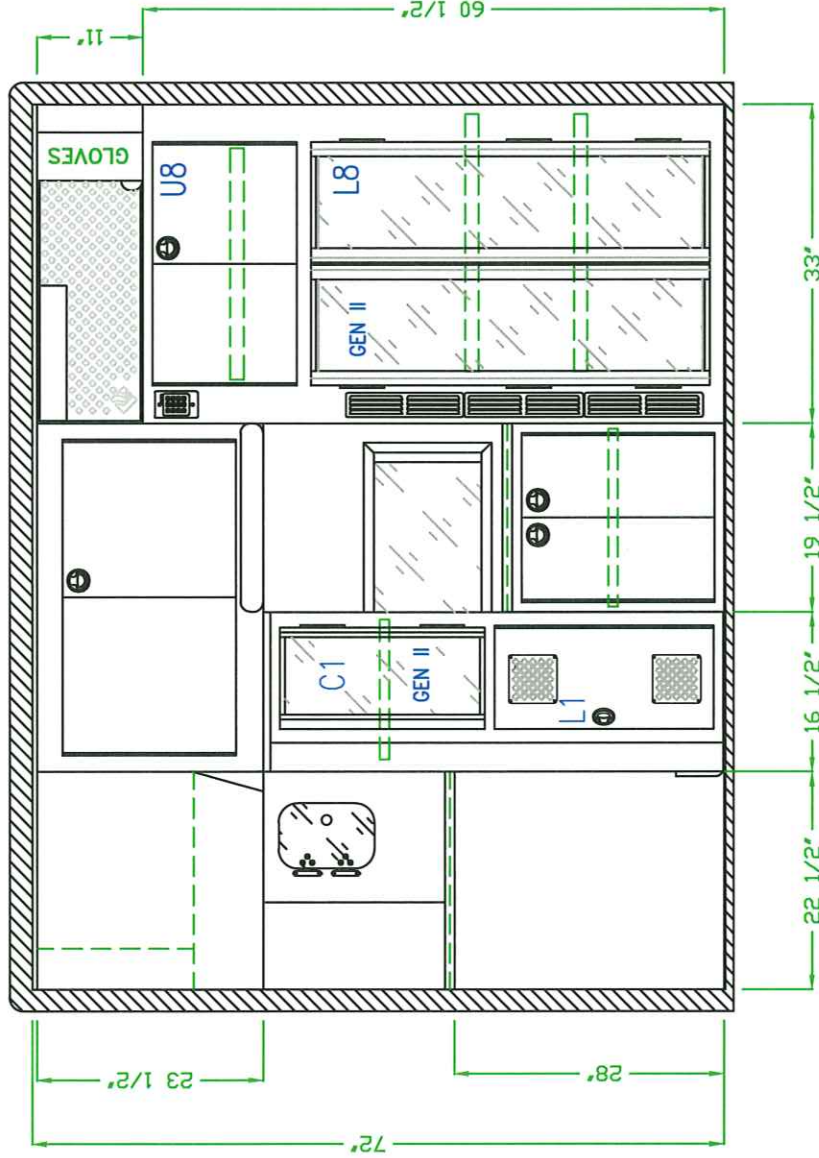 60 1/2"
11"
GLOVES
U8
L8
GEN II
C1
GEN II
L1
33"
19 1/2"
16 1/2"
22 1/2"
23 1/2"
28"
72"